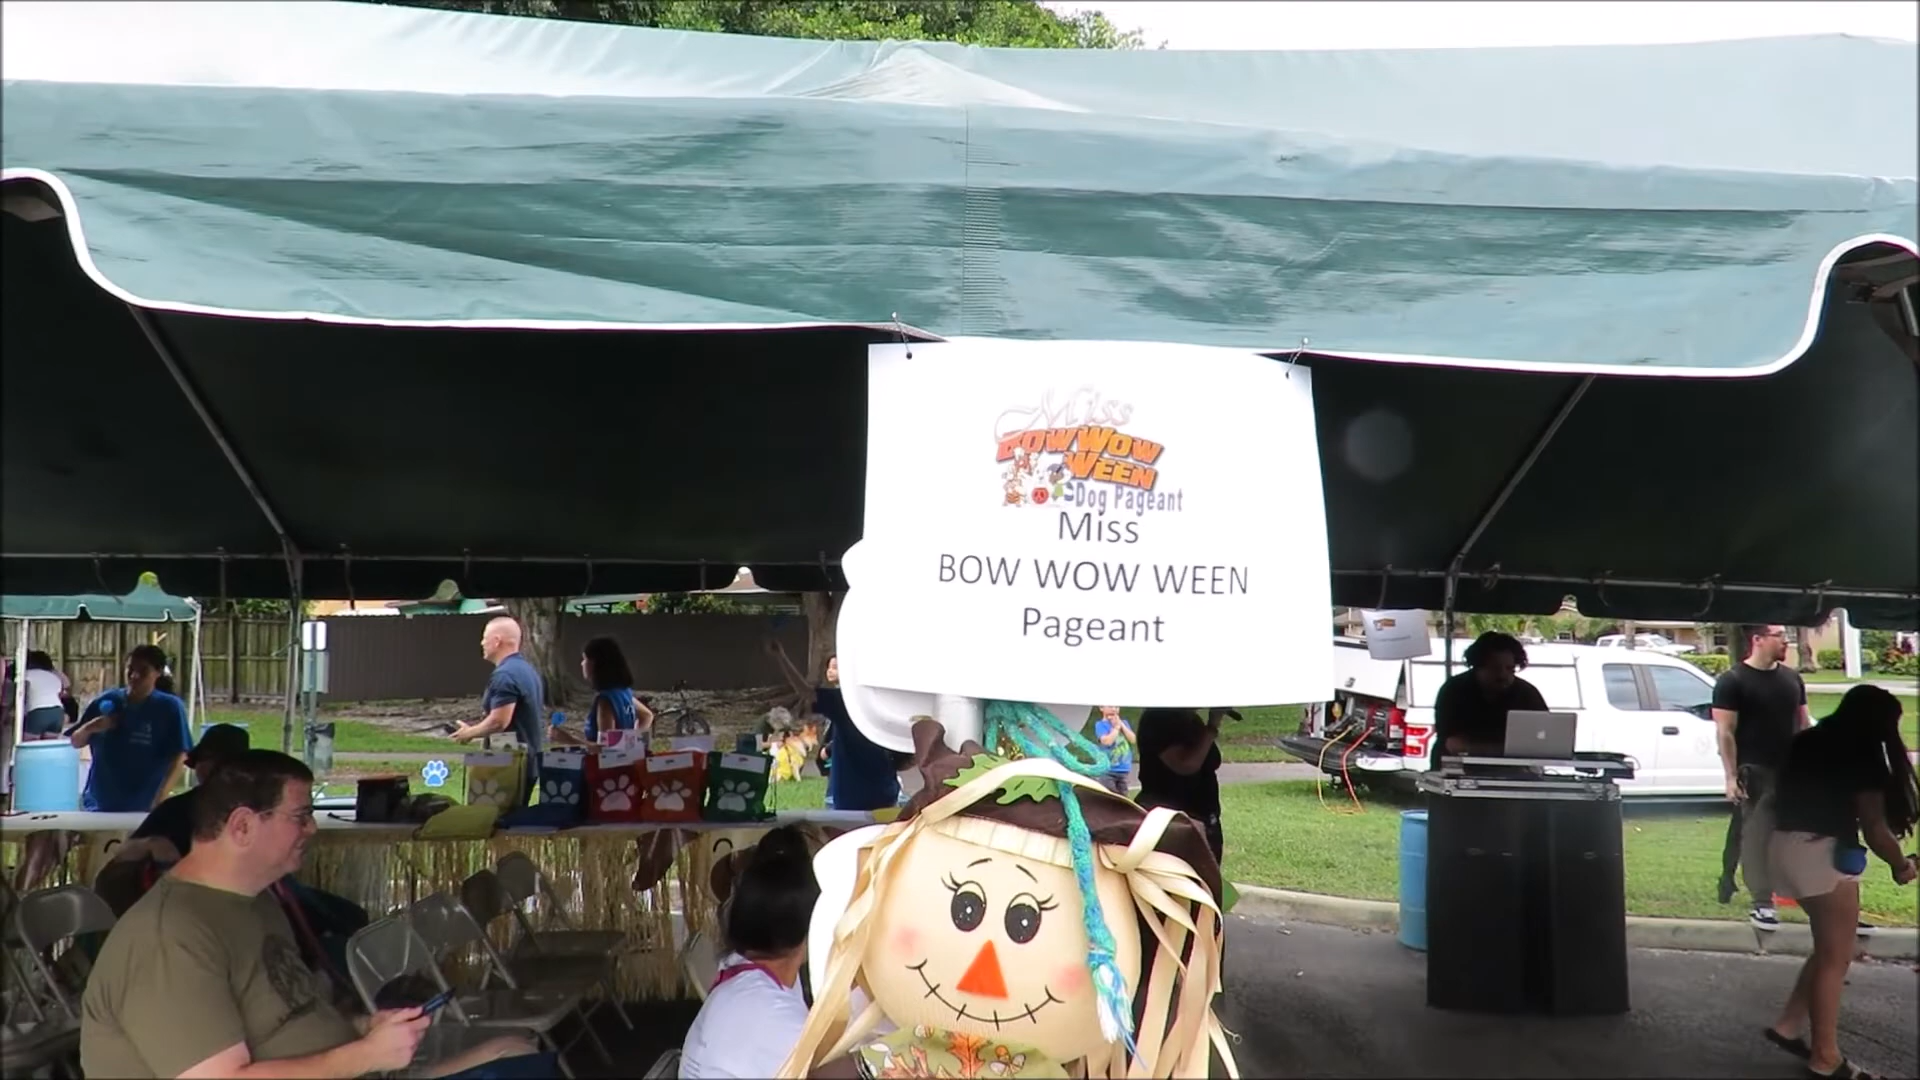 Miss
BOW WOW
WEEN
Dog Pageant
Miss
BOW WOW WEEN
Pageant